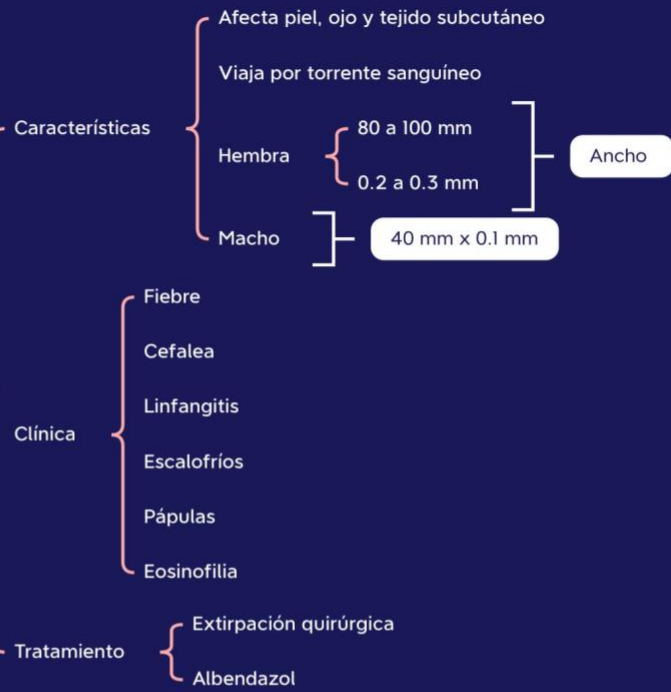 Afecta piel, ojo y tejido subcutáneo
Viaja por torrente sanguíneo
Características
80 a 100 mm
Hembra
Ancho
0.2 a 0.3 mm
Macho
40 mm x 0.1 mm
Fiebre
Cefalea
Linfangitis
Clínica
Escalofríos
Pápulas
Eosinofilia
Extirpación quirúrgica
Tratamiento
Albendazol